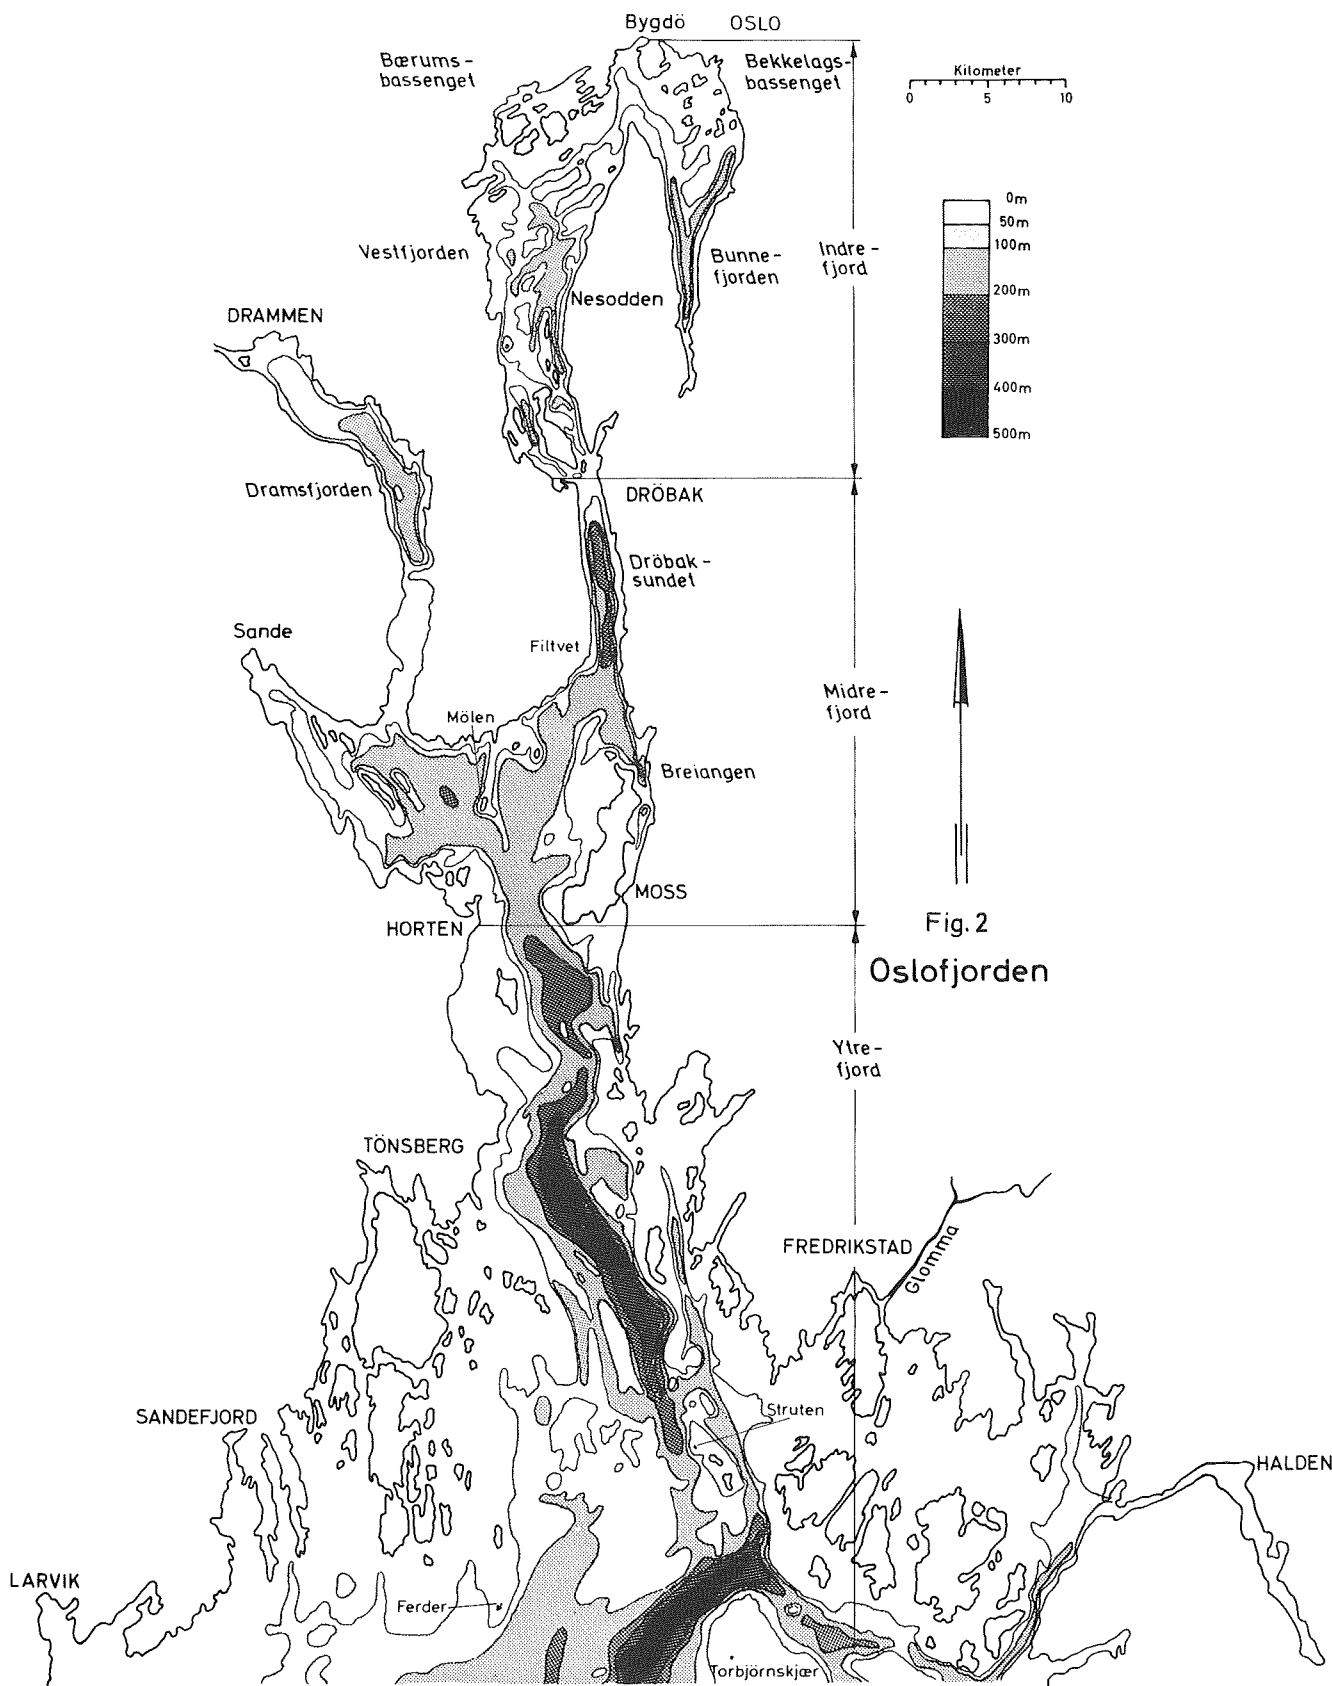 Bygdö OSLO
Bærums-
bassenget
Bekkelags-
bassenget
Kilometer
0 5 10
0m
50m
100m
200m
300m
400m
500m
Vestfjorden
Bunne-
fjorden
Indre-
fjord
Nesodden
DRAMMEN
Dramsfjorden
DRÖBAK
Dröbak-
sundet
Sande
Filtvet
Midre-
fjord
Mölen
Breiangen
MOSS
HORTEN
Fig. 2
Oslofjorden
Ytre-
fjord
TÖNSBERG
FREDRIKSTAD
Glomma
SANDEFJORD
Struten
HALDEN
LARVIK
Ferder
Torbjörnskjær